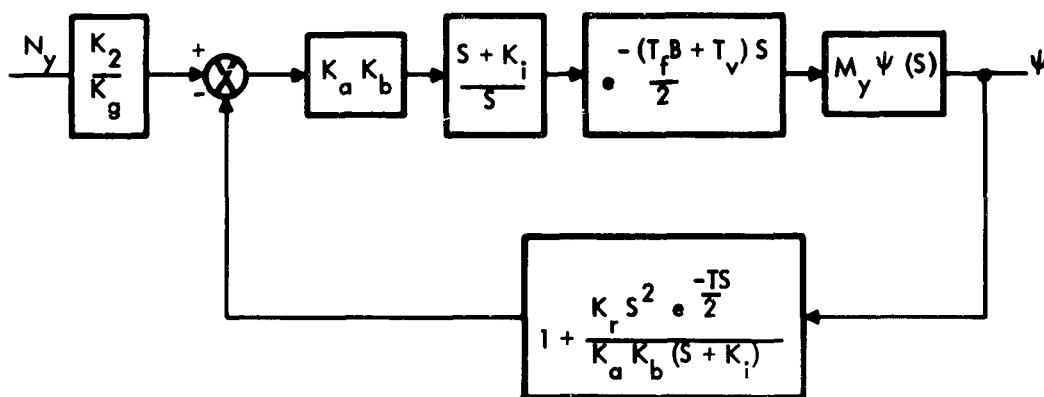 N_y
K_2 / K_g
+
-
K_a K_b
S + K_i / S
e -(T_f B + T_v) S / 2
M_y Ψ (S)
Ψ
1 + K_r S^2 e -TS / 2 / K_a K_b (S + K_i)